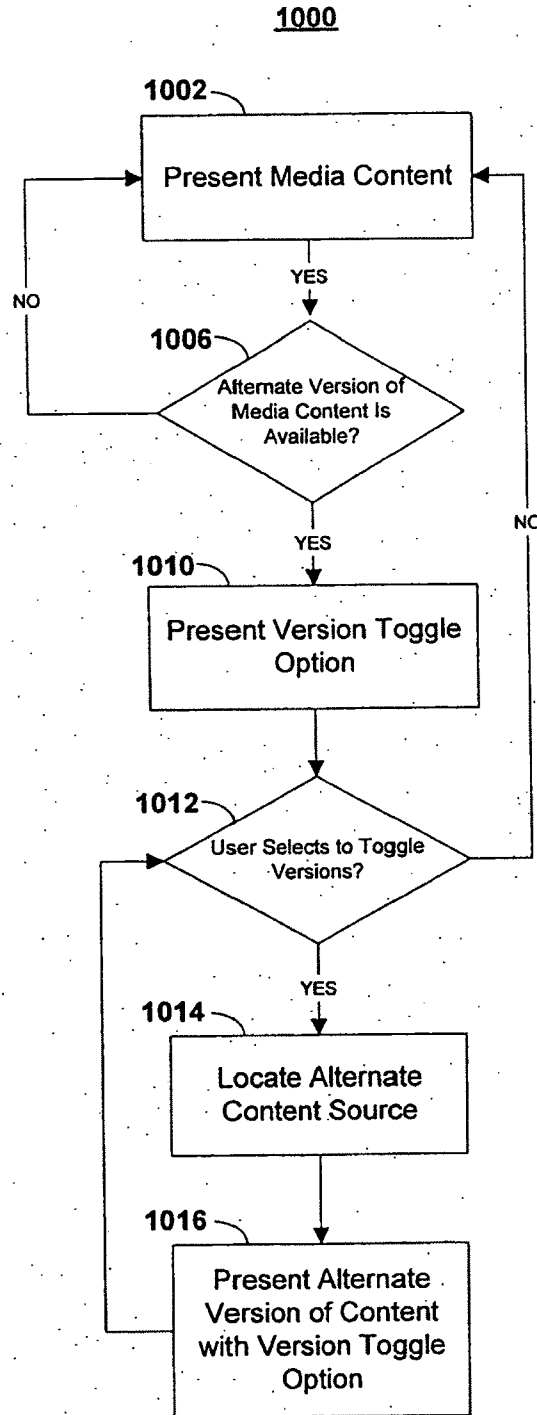 1000
1002
Present Media Content
YES
NO
1006
Alternate Version of
Media Content Is
Available?
NO
YES
1010
Present Version Toggle
Option
1012
User Selects to Toggle
Versions?
YES
1014
Locate Alternate
Content Source
1016
Present Alternate
Version of Content
with Version Toggle
Option